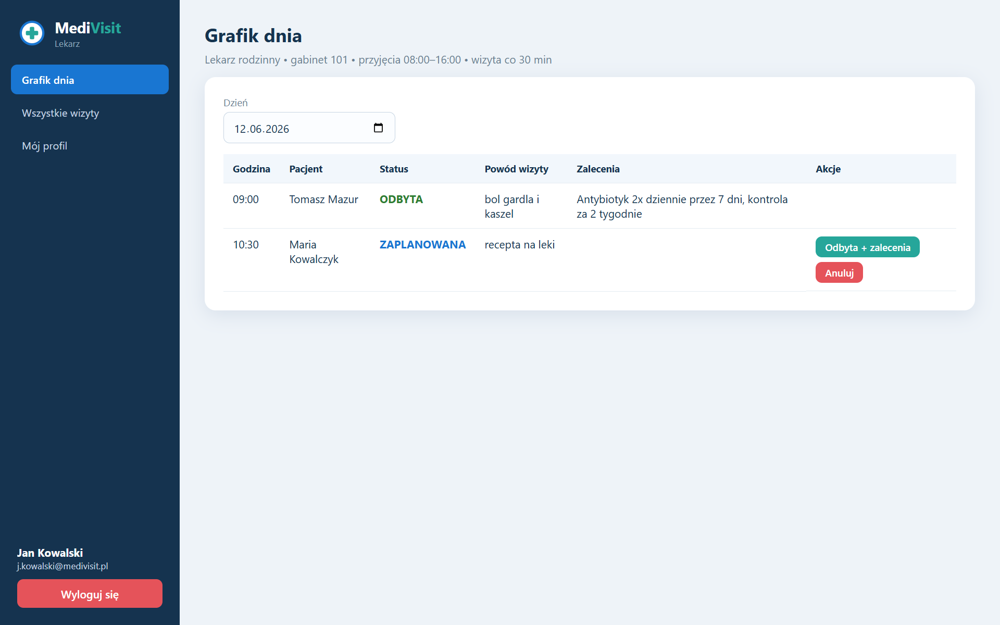 MediVisit
Lekarz
Grafik dnia
Wszystkie wizyty
Mój profil
Jan Kowalski
j.kowalski@medivisit.pl
Wyloguj się
Grafik dnia
Lekarz rodzinny • gabinet 101 • przyjęcia 08:00–16:00 • wizyta co 30 min
Dzień
12.06.2026
Godzina Pacjent Status Powód wizyty Zalecenia Akcje
09:00 Tomasz Mazur ODBYTA bol gardla i Antybiotyk 2x dziennie przez 7 dni, kontrola
kaszel za 2 tygodnie
10:30 Maria ZAPLANOWANA recepta na leki Odbyta + zalecenia
Kowalczyk
Anuluj